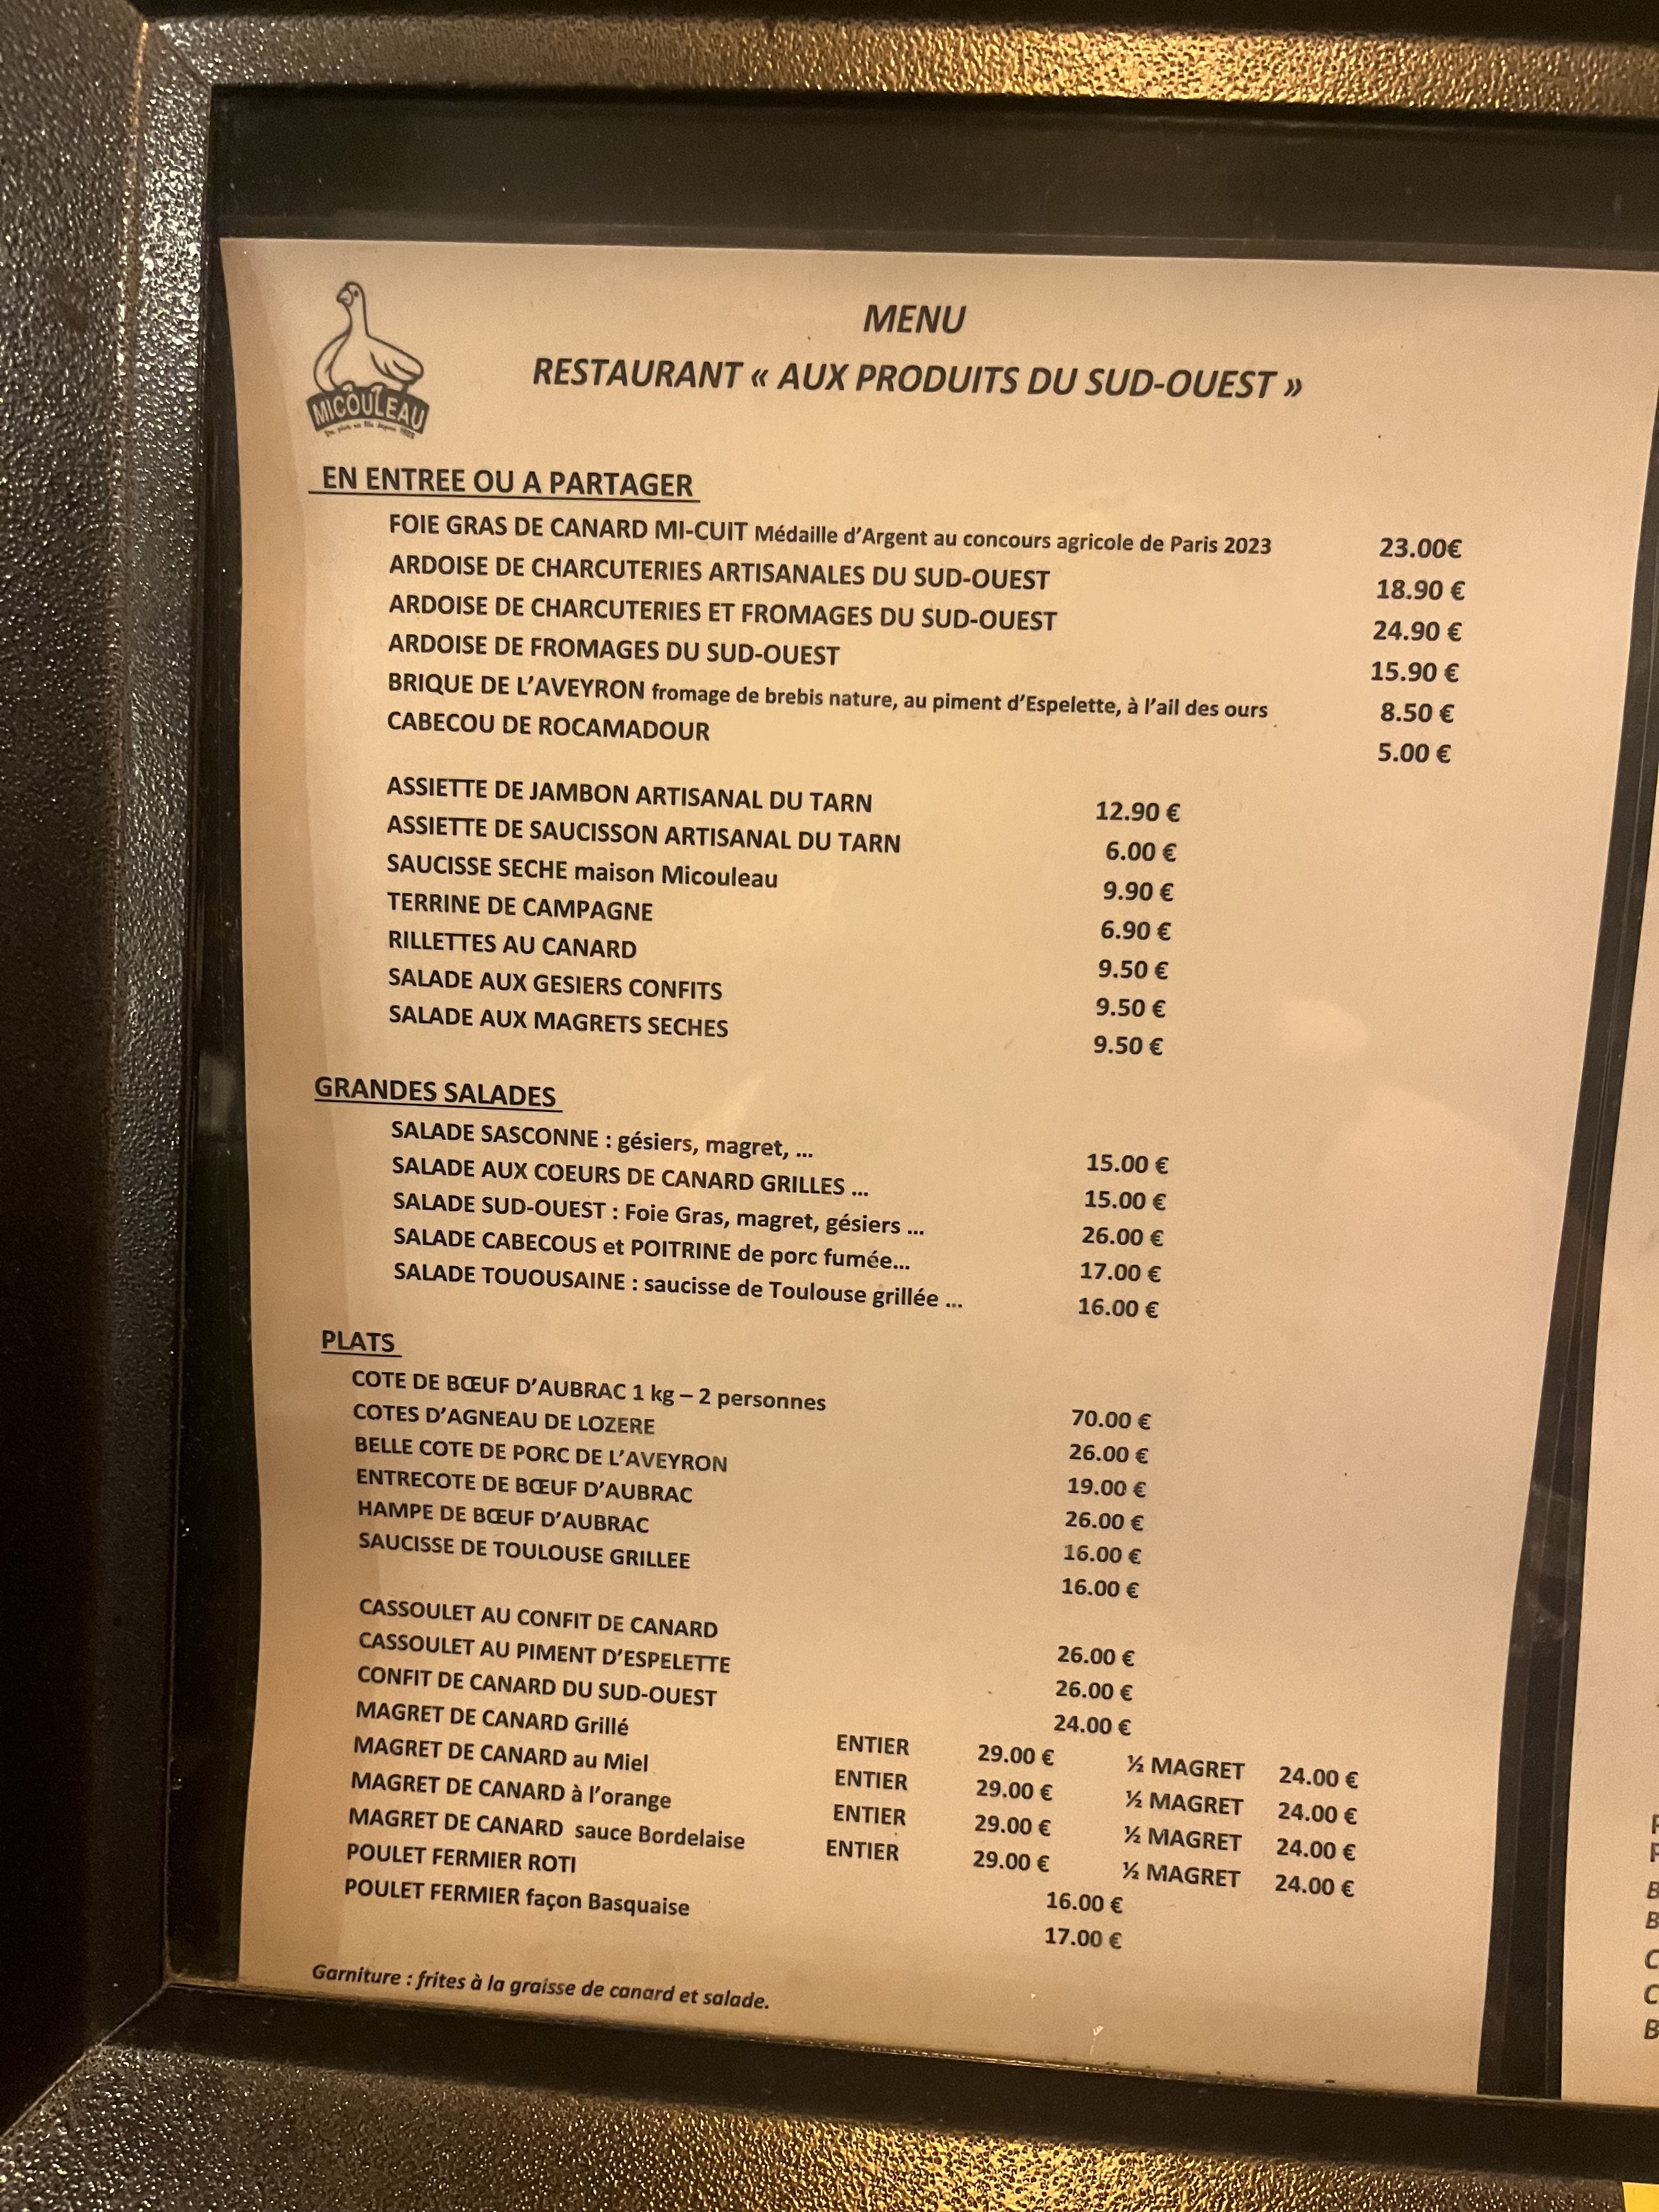 MENU
RESTAURANT « AUX PRODUITS DU SUD-OUEST »
MICOULEAU
EN ENTREE OU A PARTAGER
FOIE GRAS DE CANARD MI-CUIT Médaille d'Argent au concours agricole de Paris 2023 23.00€
ARDOISE DE CHARCUTERIES ARTISANALES DU SUD-OUEST 18.90 €
ARDOISE DE CHARCUTERIES ET FROMAGES DU SUD-OUEST 24.90 €
ARDOISE DE FROMAGES DU SUD-OUEST 15.90 €
BRIQUE DE L'AVEYRON fromage de brebis nature, au piment d'Espelette, à l'ail des ours 8.50 €
CABECOU DE ROCAMADOUR 5.00 €
ASSIETTE DE JAMBON ARTISANAL DU TARN 12.90 €
ASSIETTE DE SAUCISSON ARTISANAL DU TARN 6.00 €
SAUCISSE SECHE maison Micouleau 9.90 €
TERRINE DE CAMPAGNE 6.90 €
RILLETTES AU CANARD 9.50 €
SALADE AUX GESIERS CONFITS 9.50 €
SALADE AUX MAGRETS SECHES 9.50 €
GRANDES SALADES
SALADE SASCONNE : gésiers, magret, ... 15.00 €
SALADE AUX COEURS DE CANARD GRILLES ... 15.00 €
SALADE SUD-OUEST : Foie Gras, magret, gésiers ... 26.00 €
SALADE CABECOUS et POITRINE de porc fumée... 17.00 €
SALADE TOUOUSAINE : saucisse de Toulouse grillée ... 16.00 €
PLATS
COTE DE BŒUF D'AUBRAC 1 kg – 2 personnes 70.00 €
COTES D'AGNEAU DE LOZERE 26.00 €
BELLE COTE DE PORC DE L'AVEYRON 19.00 €
ENTRECOTE DE BŒUF D'AUBRAC 26.00 €
HAMPE DE BŒUF D'AUBRAC 16.00 €
SAUCISSE DE TOULOUSE GRILLEE 16.00 €
CASSOULET AU CONFIT DE CANARD 26.00 €
CASSOULET AU PIMENT D'ESPELETTE 26.00 €
CONFIT DE CANARD DU SUD-OUEST 24.00 €
MAGRET DE CANARD Grillé ENTIER 29.00 € ½ MAGRET 24.00 €
MAGRET DE CANARD au Miel ENTIER 29.00 € ½ MAGRET 24.00 €
MAGRET DE CANARD à l'orange ENTIER 29.00 € ½ MAGRET 24.00 €
MAGRET DE CANARD sauce Bordelaise ENTIER 29.00 € ½ MAGRET 24.00 €
POULET FERMIER ROTI 16.00 €
POULET FERMIER façon Basquaise 17.00 €
Garniture : frites à la graisse de canard et salade.